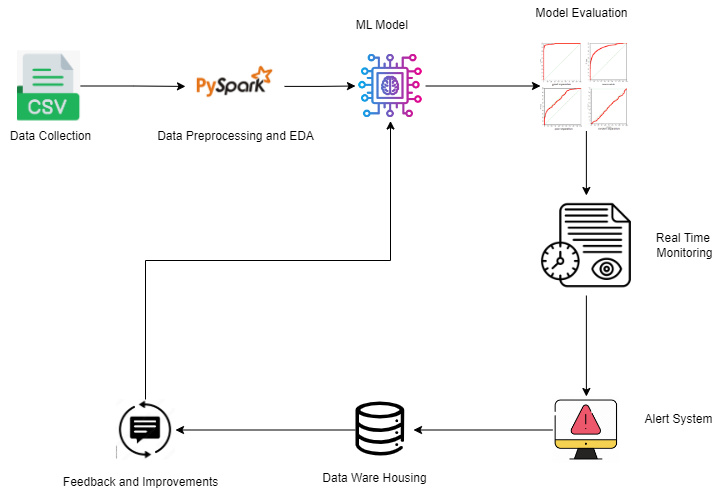 ML Model
Model Evaluation
CSV
PySpark
Data Collection
Data Preprocessing and EDA
Real Time
Monitoring
Alert System
Data Ware Housing
Feedback and Improvements